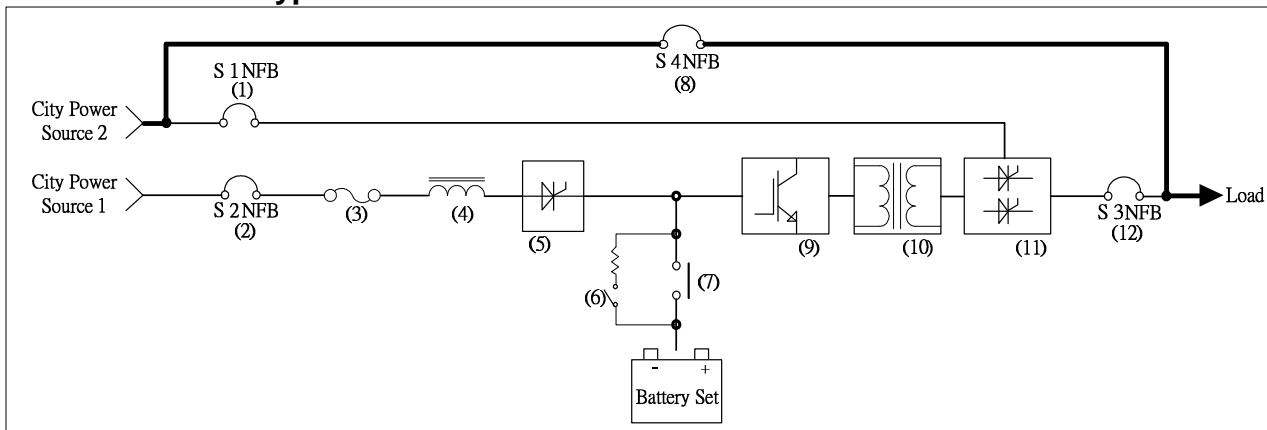 S 4NFB
(8)
S 1NFB
(1)
City Power
Source 2
City Power
Source 1
S 2NFB
(2)
(3)
(4)
(5)
(6)
(7)
(9)
(10)
(11)
S 3NFB
(12)
Load
- +
Battery Set